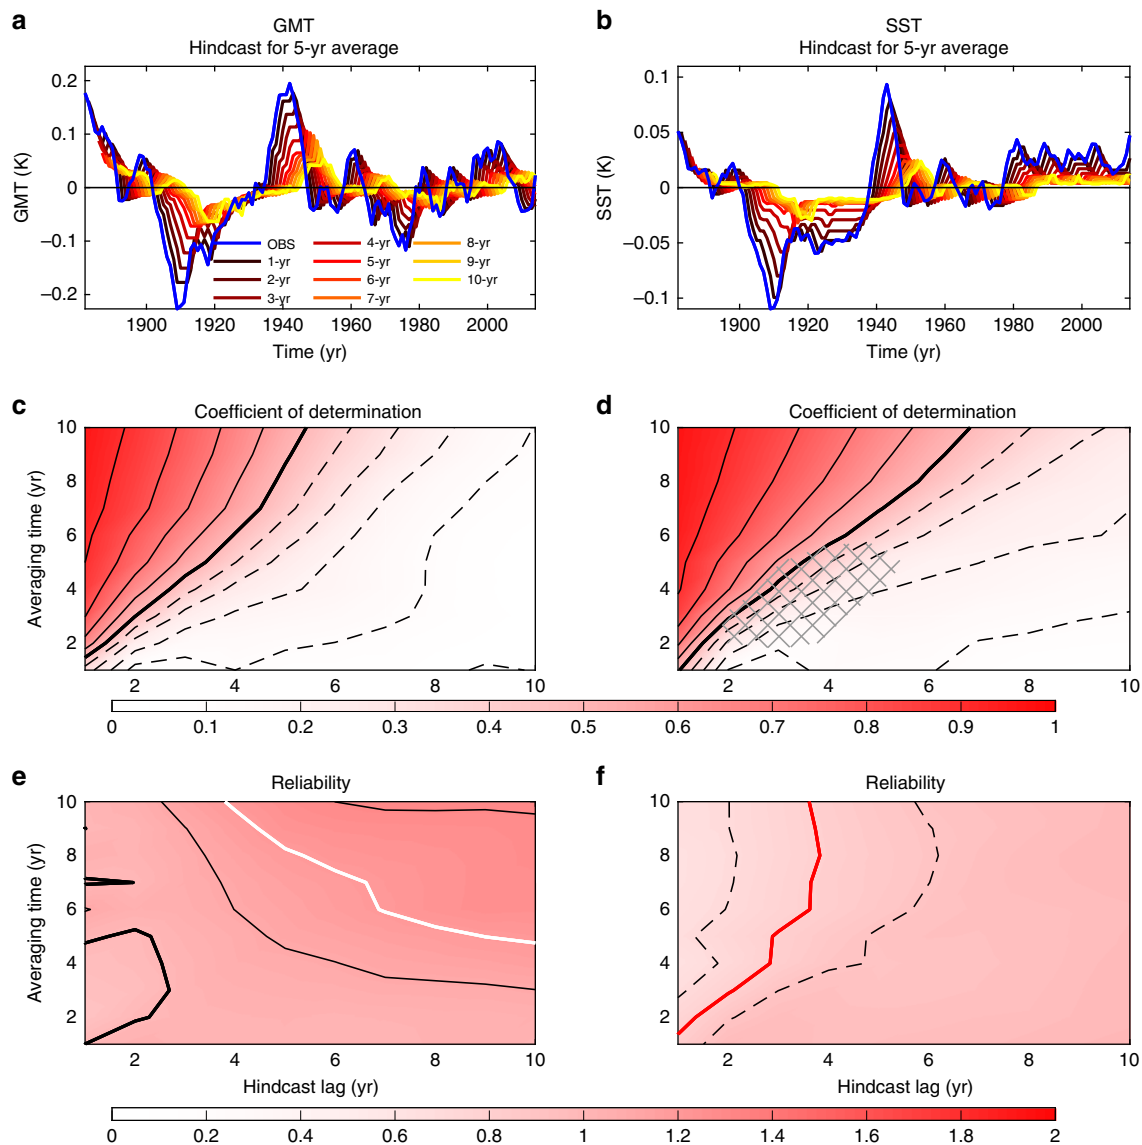 a
GMT
Hindcast for 5-yr average
0.2
0.1
0
−0.1
−0.2
GMT (K)
OBS
1-yr
2-yr
3-yr
4-yr
5-yr
6-yr
7-yr
8-yr
9-yr
10-yr
1900 1920 1940 1960 1980 2000
Time (yr)
b
SST
Hindcast for 5-yr average
0.1
0.05
0
−0.05
−0.1
SST (K)
1900 1920 1940 1960 1980 2000
Time (yr)
c
Coefficient of determination
10
8
6
4
2
Averaging time (yr)
2 4 6 8 10
d
Coefficient of determination
10
8
6
4
2
2 4 6 8 10
0 0.1 0.2 0.3 0.4 0.5 0.6 0.7 0.8 0.9 1
e
Reliability
10
8
6
4
2
Averaging time (yr)
2 4 6 8 10
Hindcast lag (yr)
f
Reliability
10
8
6
4
2
2 4 6 8 10
Hindcast lag (yr)
0 0.2 0.4 0.6 0.8 1 1.2 1.4 1.6 1.8 2